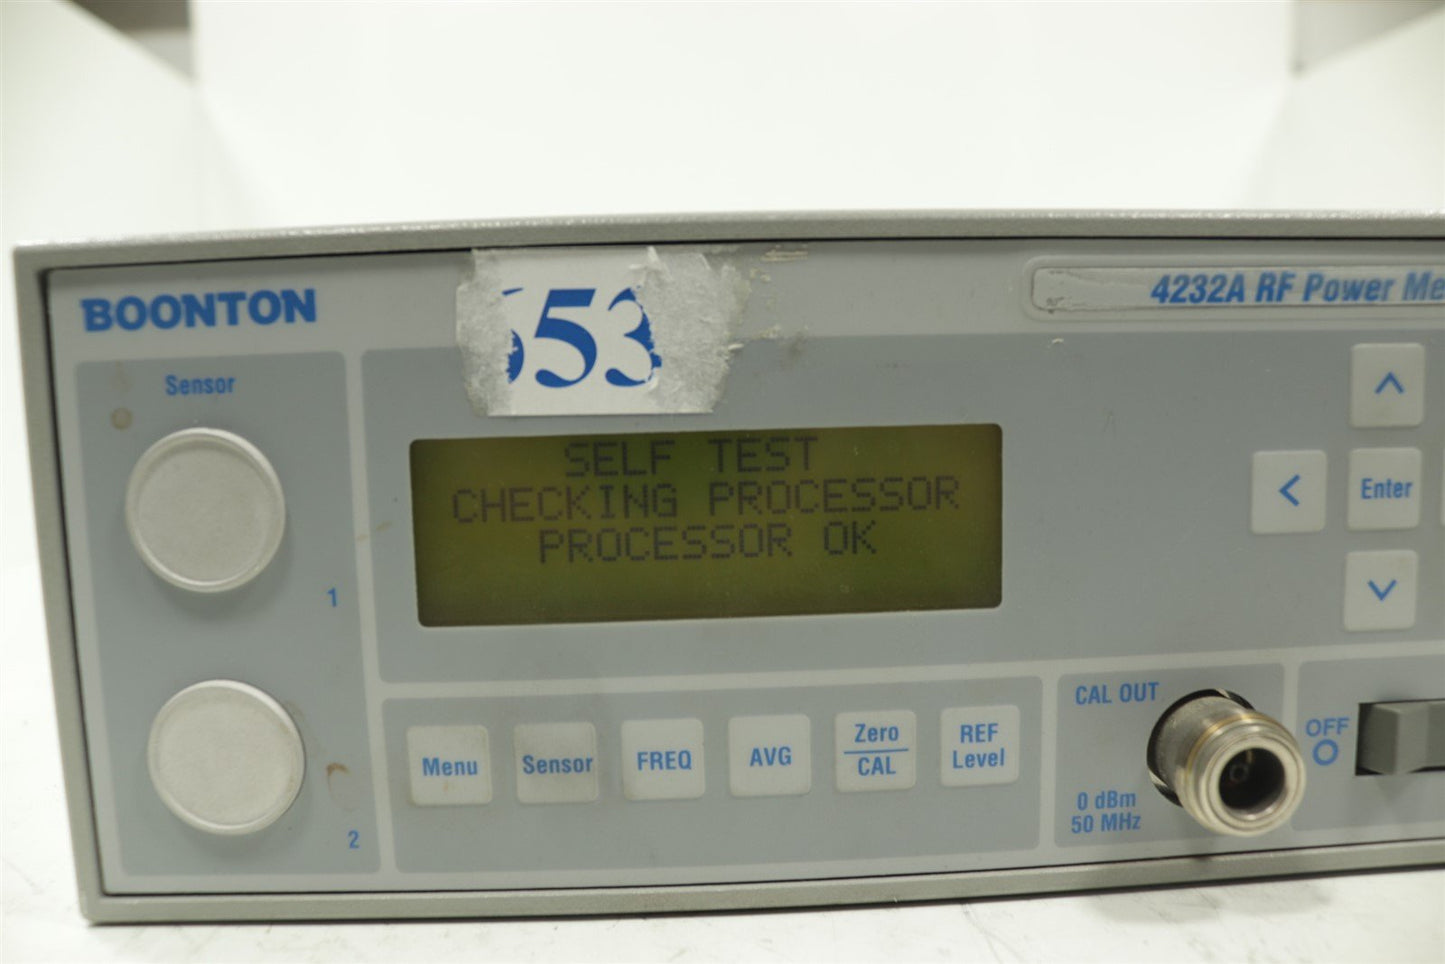 BOONTON
4232A RF Power Me
Sensor
53
SELF TEST
CHECKING PROCESSOR
PROCESSOR OK
1
2
Enter
Menu
Sensor
FREQ
AVG
Zero
CAL
REF
Level
CAL OUT
0 dBm
50 MHz
OFF